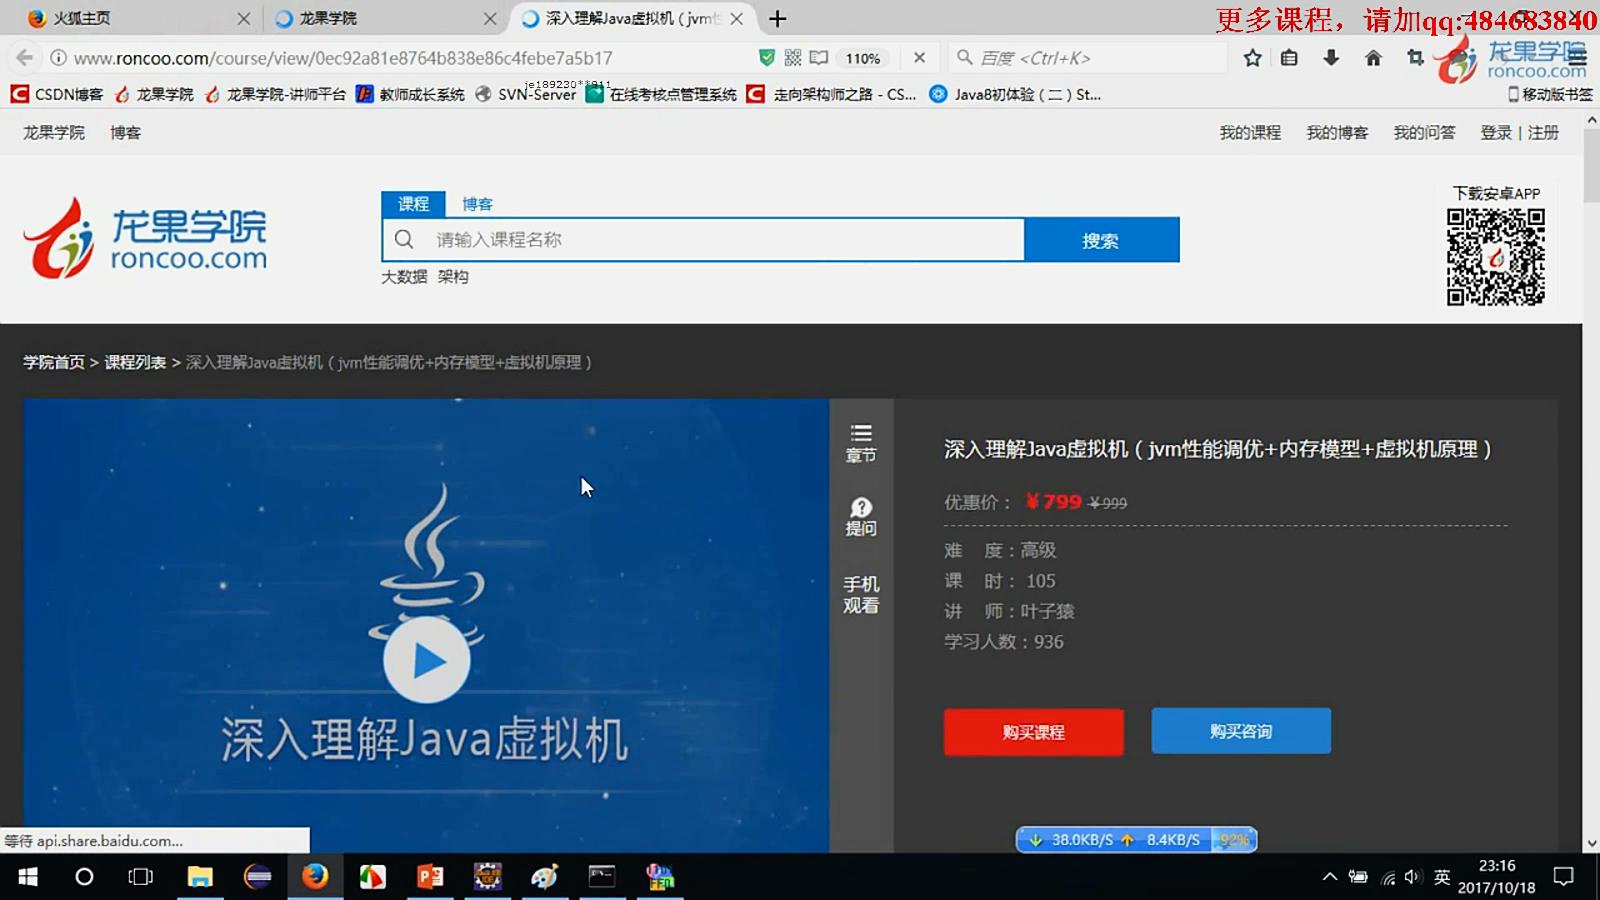 火狐主页
龙果学院
深入理解Java虚拟机（jvm性
更多课程，请加qq:484683840
www.roncoo.com/course/view/0ec92a81e8764b838e86c4febe7a5b17
110%
百度 <Ctrl+K>
龙果学院
roncoo.com
je189230**911
CSDN博客
龙果学院
龙果学院-讲师平台
教师成长系统
SVN-Server
在线考核点管理系统
走向架构师之路 - CS...
Java8初体验（二）St...
移动版书签
龙果学院 博客
我的课程 我的博客 我的问答 登录 | 注册
龙果学院
roncoo.com
课程 博客
请输入课程名称
搜索
大数据 架构
下载安卓APP
学院首页 > 课程列表 > 深入理解Java虚拟机（jvm性能调优+内存模型+虚拟机原理）
深入理解Java虚拟机
章节
提问
手机
观看
深入理解Java虚拟机（jvm性能调优+内存模型+虚拟机原理）
优惠价： ￥799 ￥999
难 度：高级
课 时： 105
讲 师：叶子猿
学习人数：936
购买课程
购买咨询
等待 api.share.baidu.com...
38.0KB/S 8.4KB/S 92%
英
23:16
2017/10/18